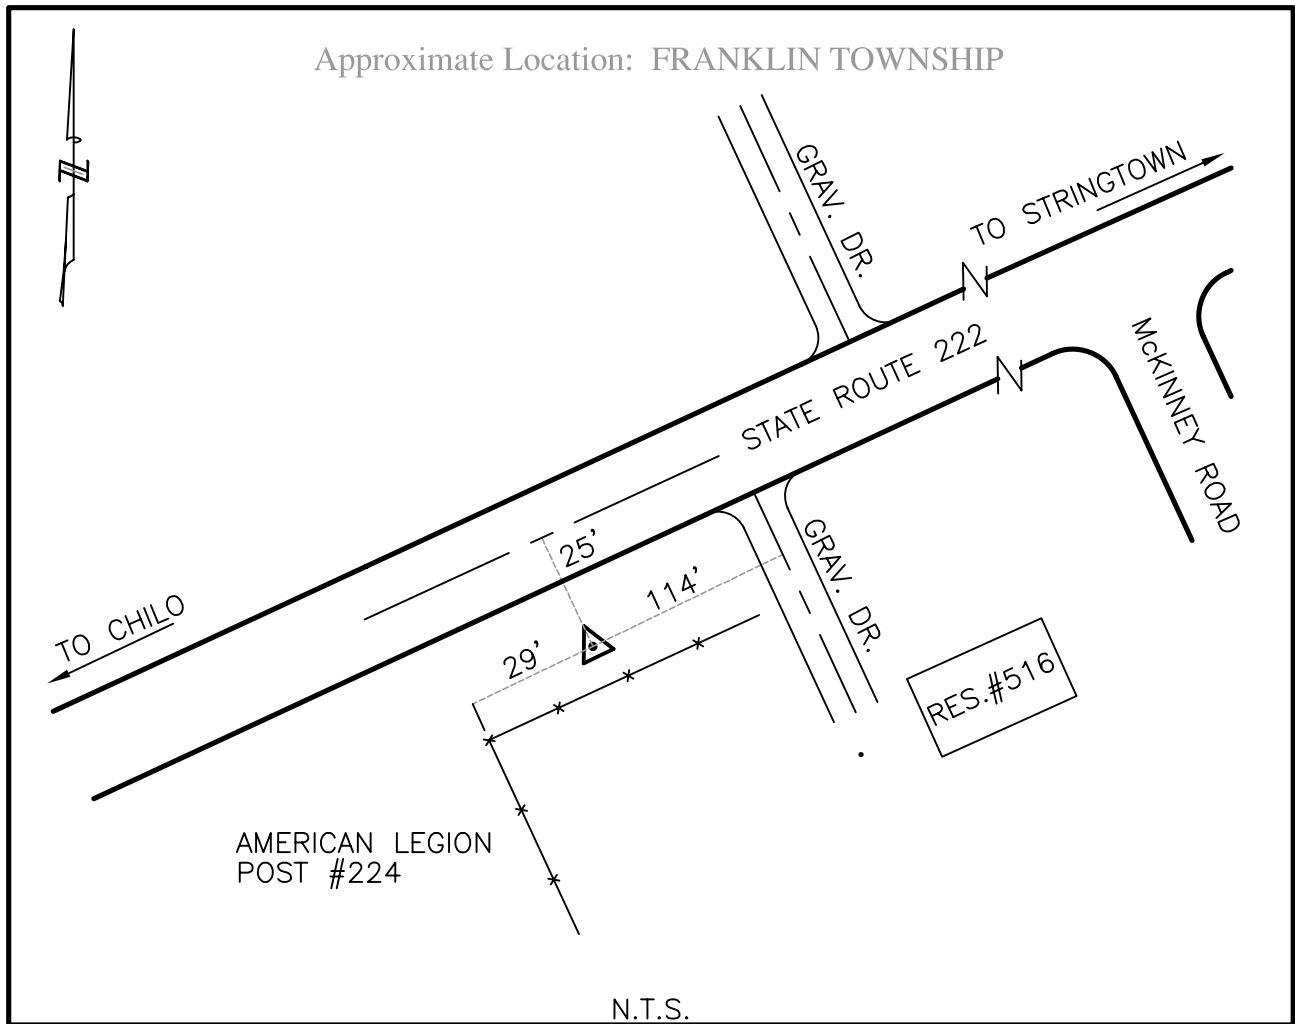 Approximate Location: FRANKLIN TOWNSHIP
N
GRAV. DR.
TO STRINGTOWN
STATE ROUTE 222
McKINNEY ROAD
25'
GRAV. DR.
114'
TO CHILO
29'
RES.#516
AMERICAN LEGION
POST #224
N.T.S.